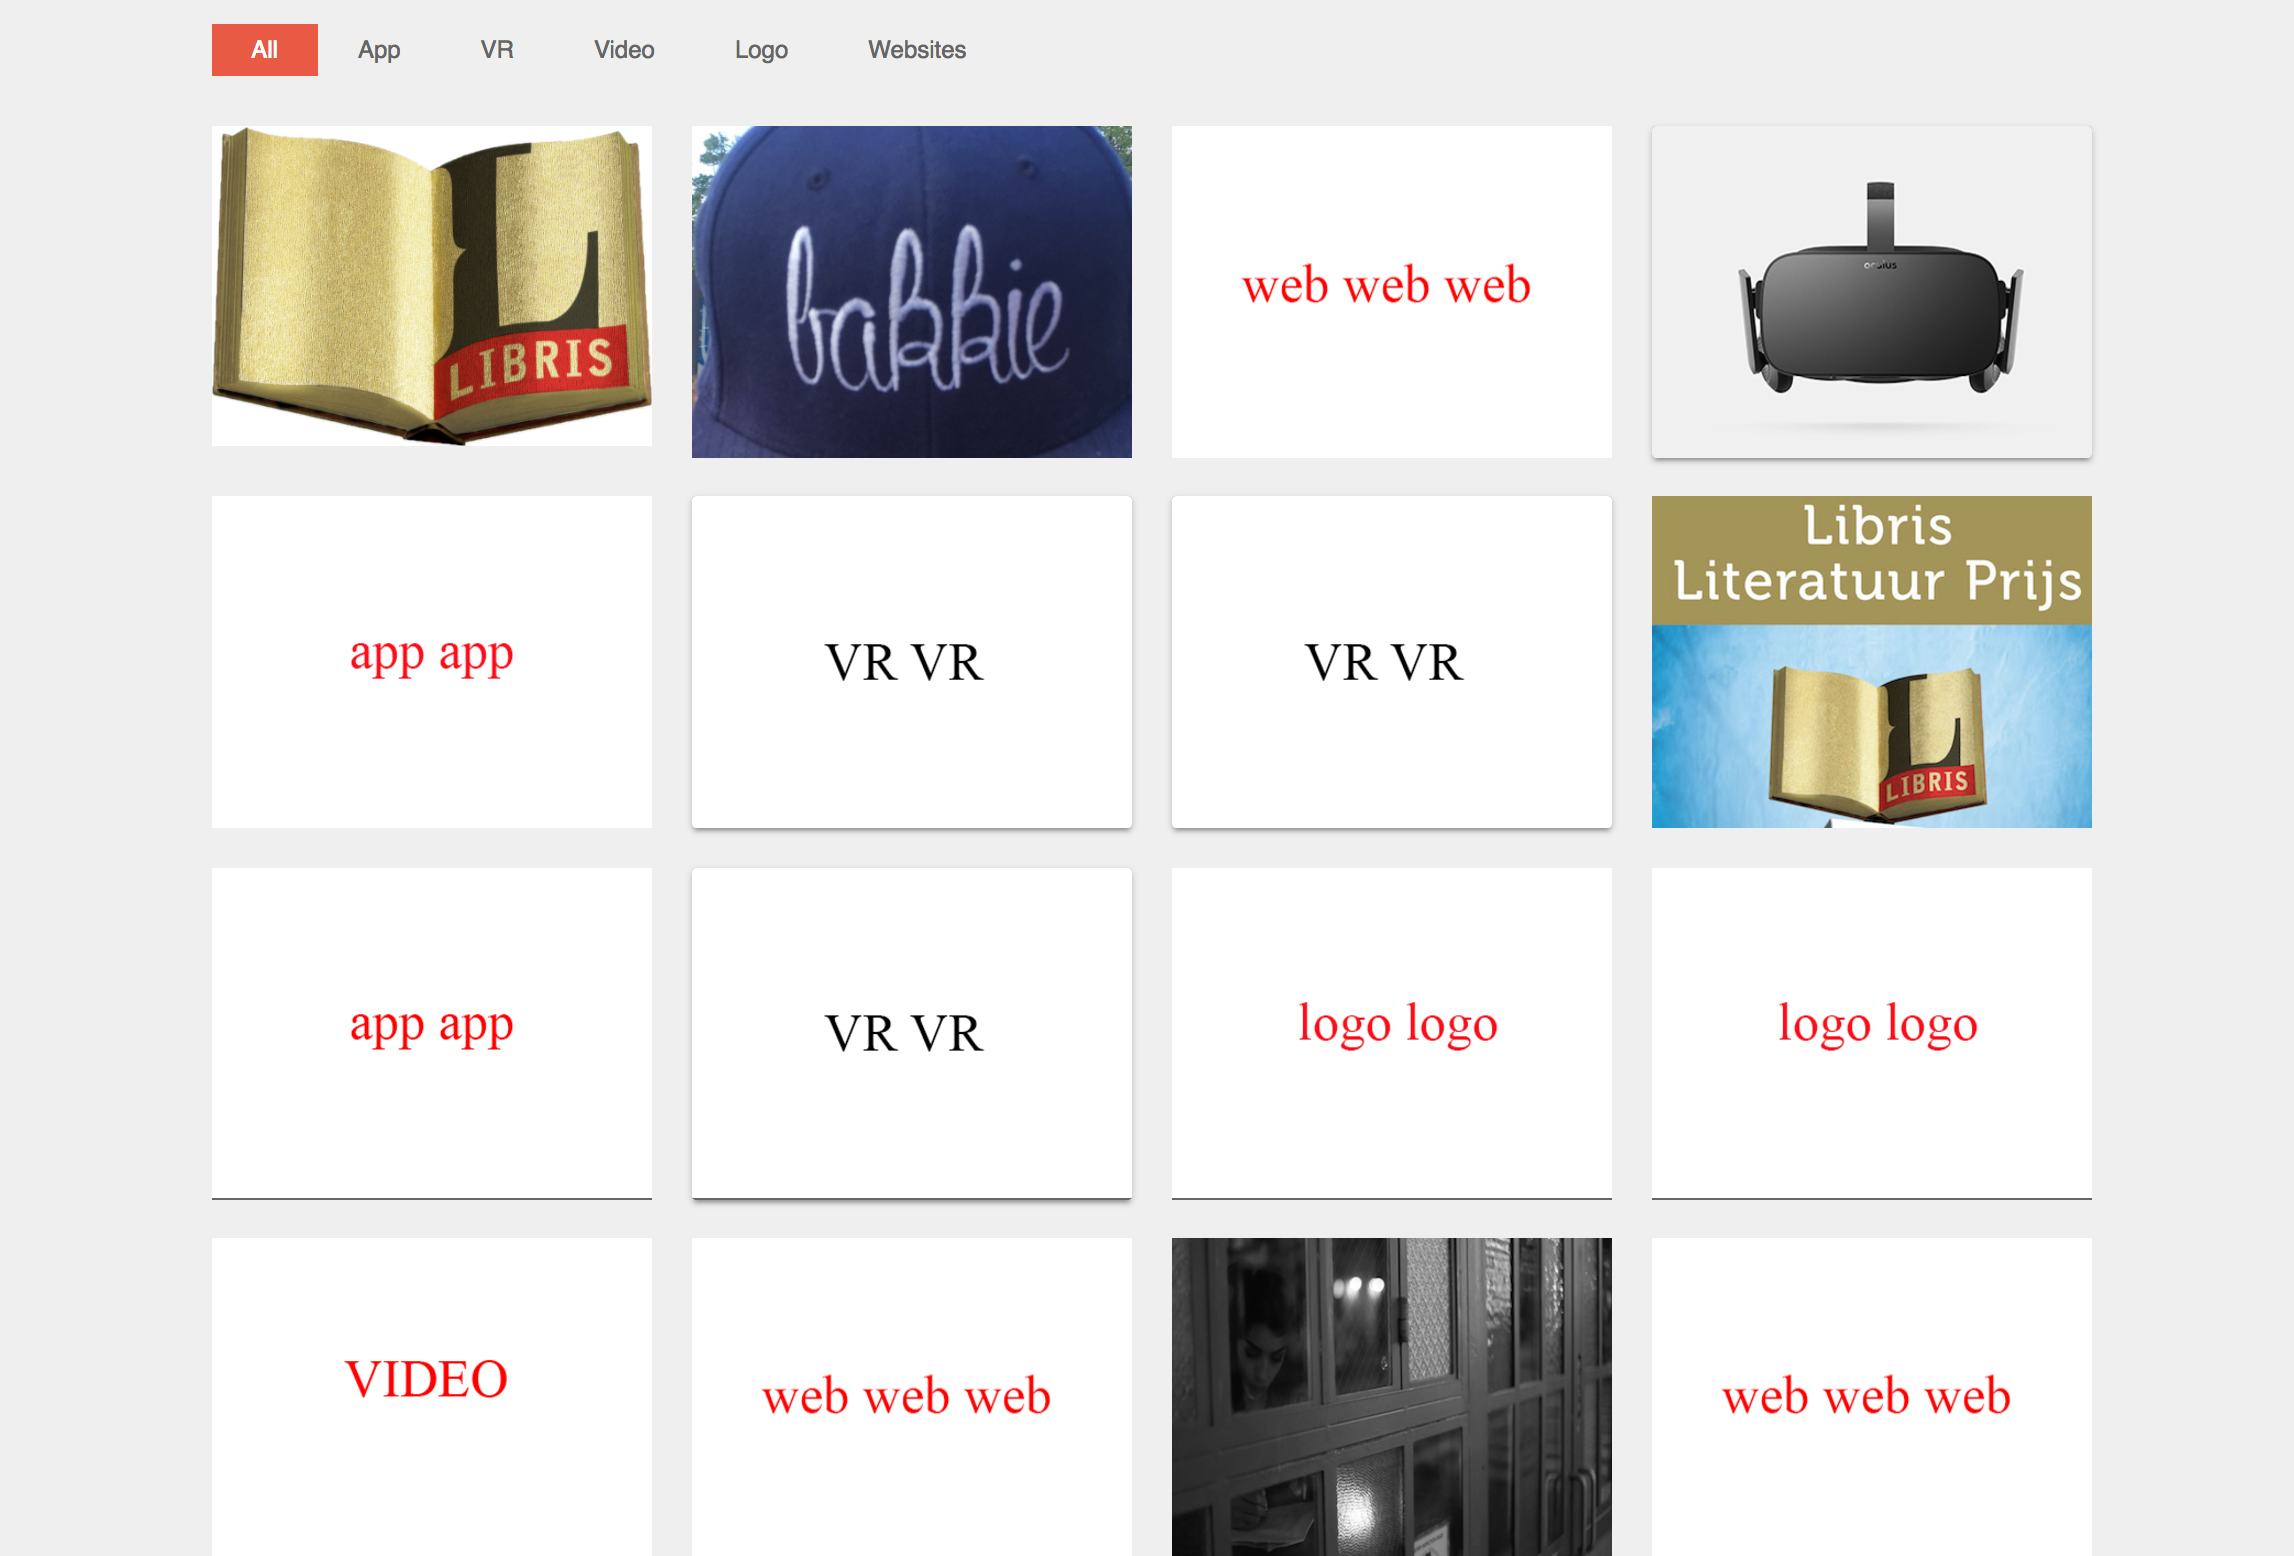 All App VR Video Logo Websites
LIBRIS
bakkie
web web web
oculus
app app
VR VR
VR VR
Libris
Literatuur Prijs
LIBRIS
app app
VR VR
logo logo
logo logo
VIDEO
web web web
web web web